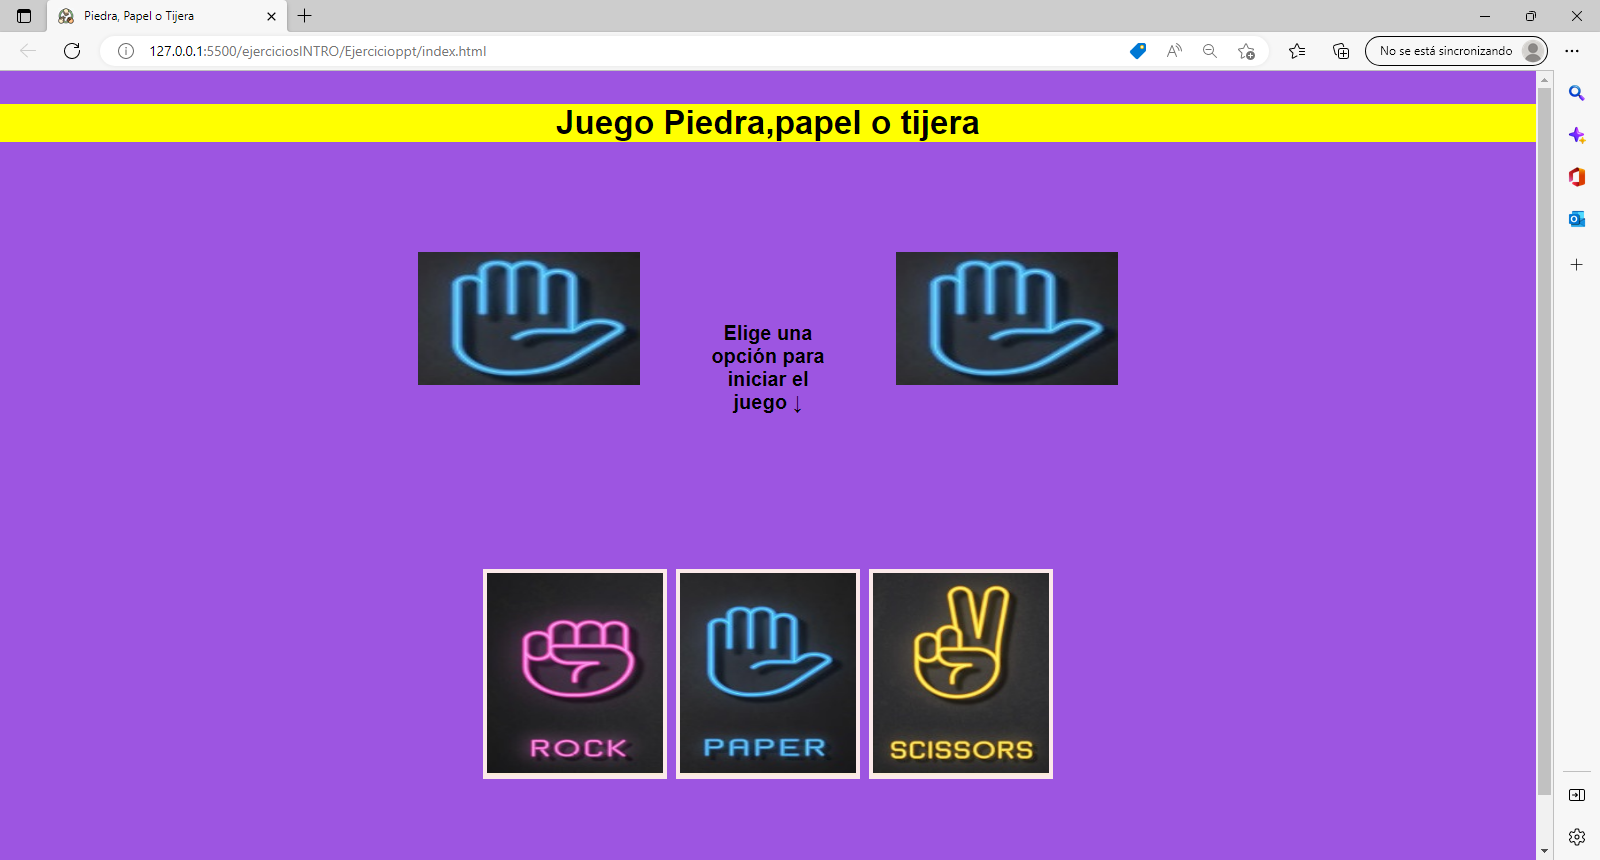 Piedra, Papel o Tijera
127.0.0.1:5500/ejerciciosINTRO/Ejercicioppt/index.html
No se está sincronizando
Juego Piedra,papel o tijera
Elige una
opción para
iniciar el
juego ↓
ROCK
PAPER
SCISSORS